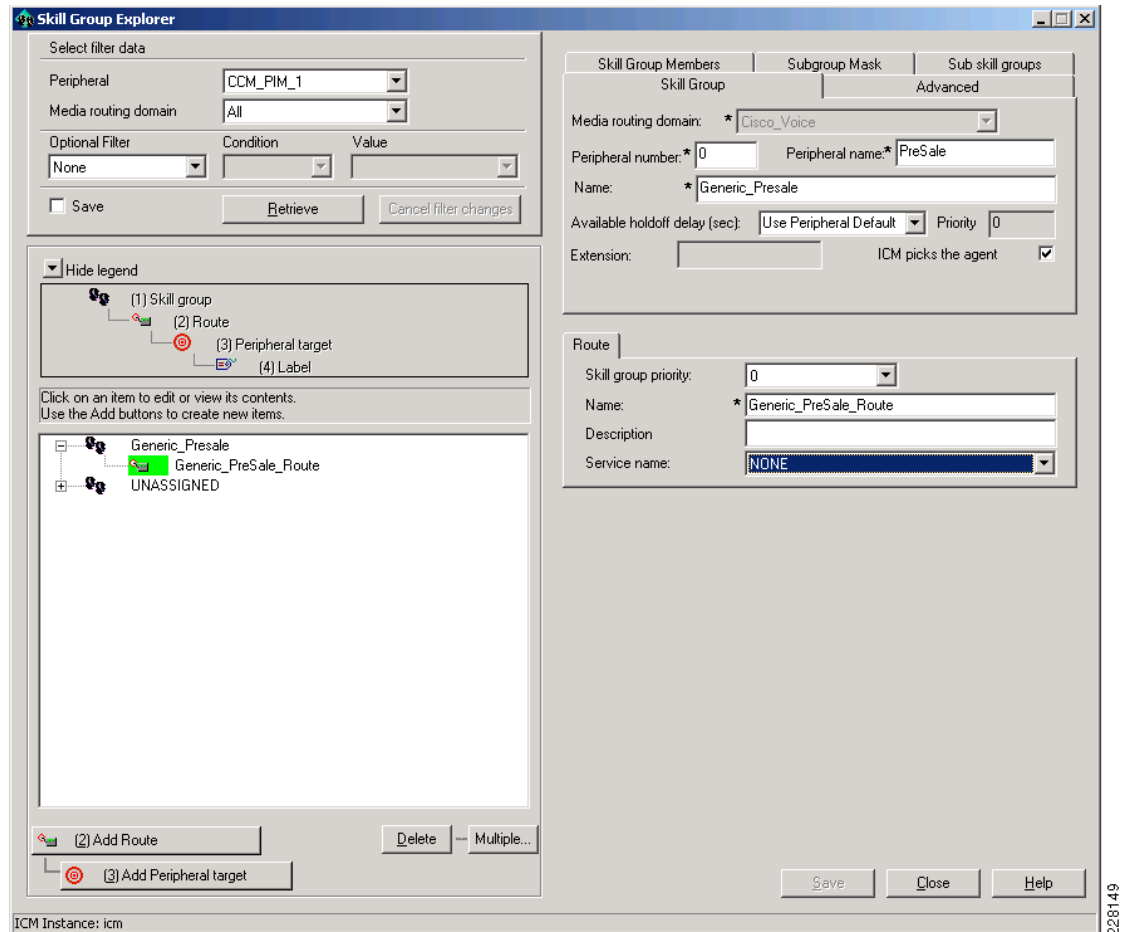 Skill Group Explorer
Select filter data
Peripheral CCM_PIM_1
Media routing domain All
Optional Filter Condition Value
None
Save Retrieve Cancel filter changes
Hide legend
(1) Skill group
(2) Route
(3) Peripheral target
(4) Label
Click on an item to edit or view its contents.
Use the Add buttons to create new items.
Generic_Presale
Generic_PreSale_Route
UNASSIGNED
(2) Add Route Delete Multiple...
(3) Add Peripheral target
Skill Group Members Subgroup Mask Sub skill groups
Skill Group Advanced
Media routing domain: * Cisco_Voice
Peripheral number:* 0 Peripheral name:* PreSale
Name: * Generic_Presale
Available holdoff delay (sec): Use Peripheral Default Priority 0
Extension: ICM picks the agent
Route
Skill group priority: 0
Name: * Generic_PreSale_Route
Description
Service name: NONE
Save Close Help
ICM Instance: icm
228149